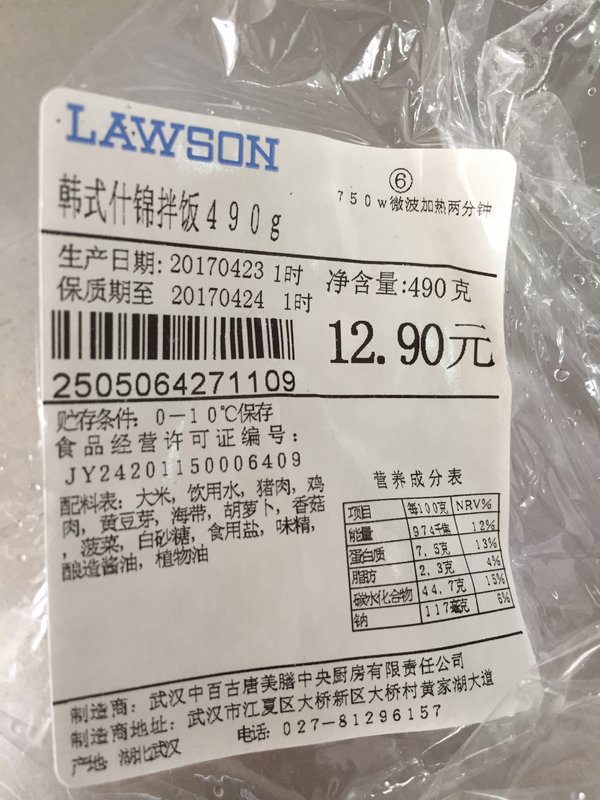 LAWSON
⑥
韩式什锦拌饭490g
750w微波加热两分钟
生产日期: 20170423 1时
保质期至 20170424 1时
净含量:490克
12.90元
2505064271109
贮存条件: 0-10℃保存
食品经营许可证编号:
JY24201150006409
配料表: 大米, 饮用水, 猪肉, 鸡
肉, 黄豆芽, 海带, 胡萝卜, 香菇
, 菠菜, 白砂糖, 食用盐, 味精,
酿造酱油, 植物油
营养成分表
项目 每100克 NRV%
能量 974千焦 12%
蛋白质 7.5克 13%
脂肪 2.3克 4%
碳水化合物 44.7克 15%
钠 117毫克 6%
制造商: 武汉中百古唐美膳中央厨房有限责任公司
制造商地址: 武汉市江夏区大桥新区大桥村黄家湖大道
产地: 湖北武汉 电话: 027-81296157